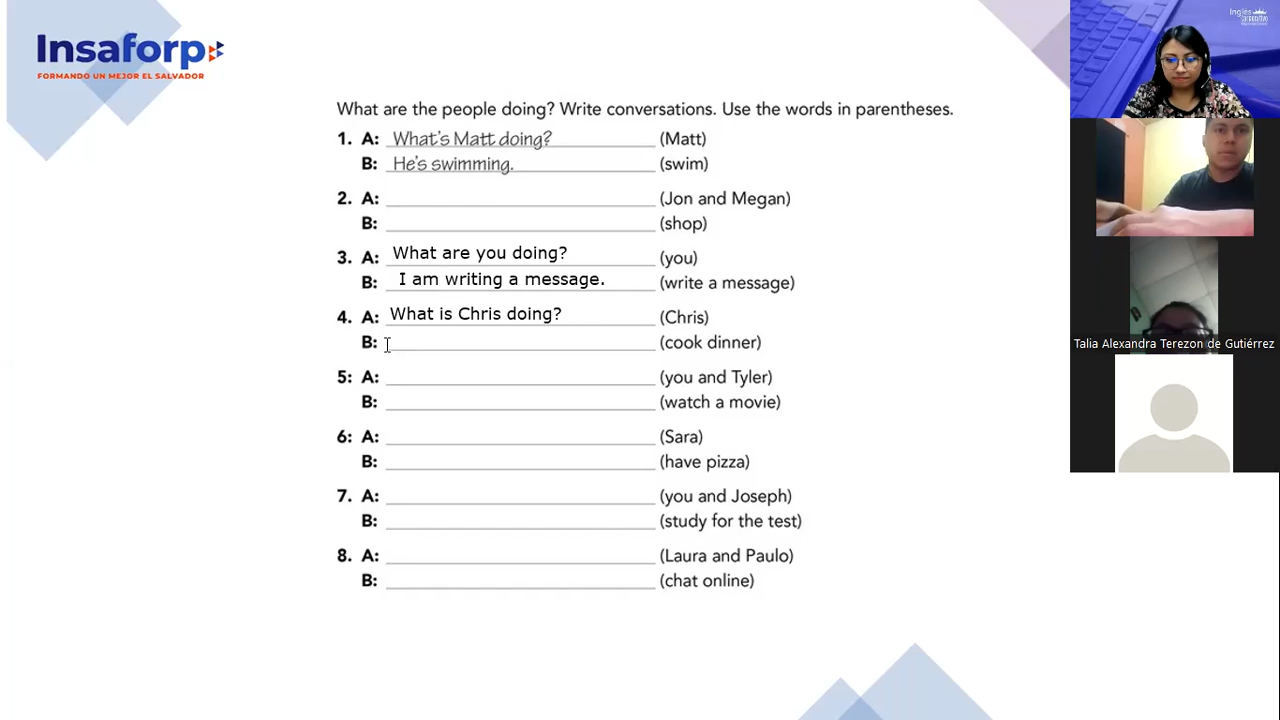 Insaforp
FORMANDO UN MEJOR EL SALVADOR
What are the people doing? Write conversations. Use the words in parentheses.
1. A: What's Matt doing? (Matt)
B: He's swimming. (swim)
2. A: (Jon and Megan)
B: (shop)
3. A: What are you doing? (you)
B: I am writing a message. (write a message)
4. A: What is Chris doing? (Chris)
B: (cook dinner)
5: A: (you and Tyler)
B: (watch a movie)
6: A: (Sara)
B: (have pizza)
7. A: (you and Joseph)
B: (study for the test)
8. A: (Laura and Paulo)
B: (chat online)
Inglés
Talia Alexandra Terezon de Gutiérrez